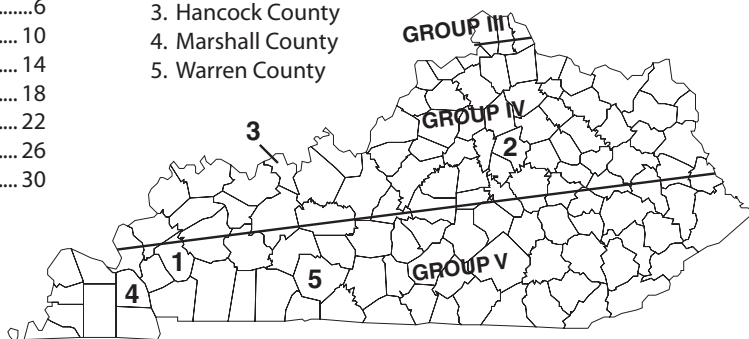 .......6
.... 10
.... 14
.... 18
.... 22
.... 26
.... 30
3. Hancock County
4. Marshall County
5. Warren County
GROUP III
GROUP IV
3
2
GROUP V
1
5
4